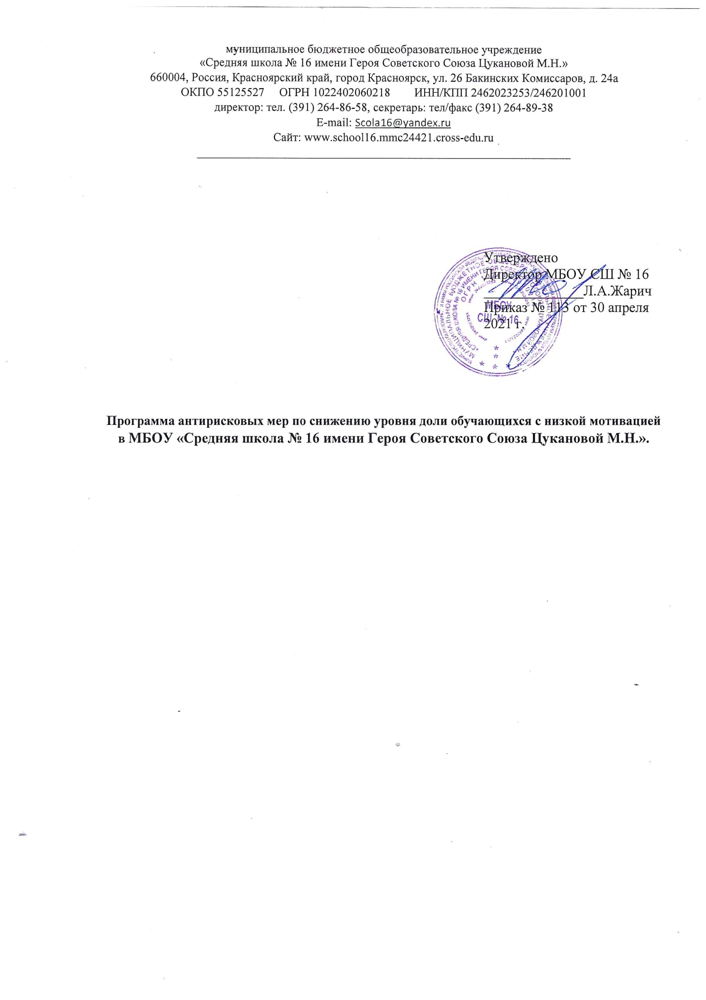 муниципальное бюджетное общеобразовательное учреждение
«Средняя школа № 16 имени Героя Советского Союза Цукановой М.Н.»
660004, Россия, Красноярский край, город Красноярск, ул. 26 Бакинских Комиссаров, д. 24а
ОКПО 55125527 ОГРН 1022402060218 ИНН/КПП 2462023253/246201001
директор: тел. (391) 264-86-58, секретарь: тел/факс (391) 264-89-38
E-mail: Scola16@yandex.ru
Сайт: www.school16.mmc24421.cross-edu.ru
Утверждено
Директор МБОУ СШ № 16
_______________Л.А.Жарич
Приказ № 113 от 30 апреля
2021 г.
МБОУ
СШ № 16
Программа антирисковых мер по снижению уровня доли обучающихся с низкой мотивацией
в МБОУ «Средняя школа № 16 имени Героя Советского Союза Цукановой М.Н.».